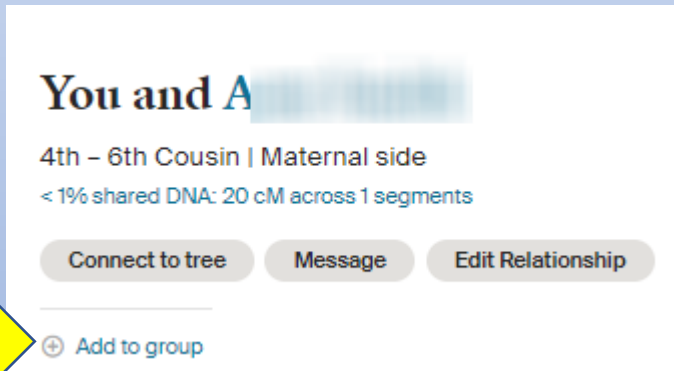 You and A
4th – 6th Cousin | Maternal side
< 1% shared DNA: 20 cM across 1 segments
Connect to tree Message Edit Relationship
Add to group